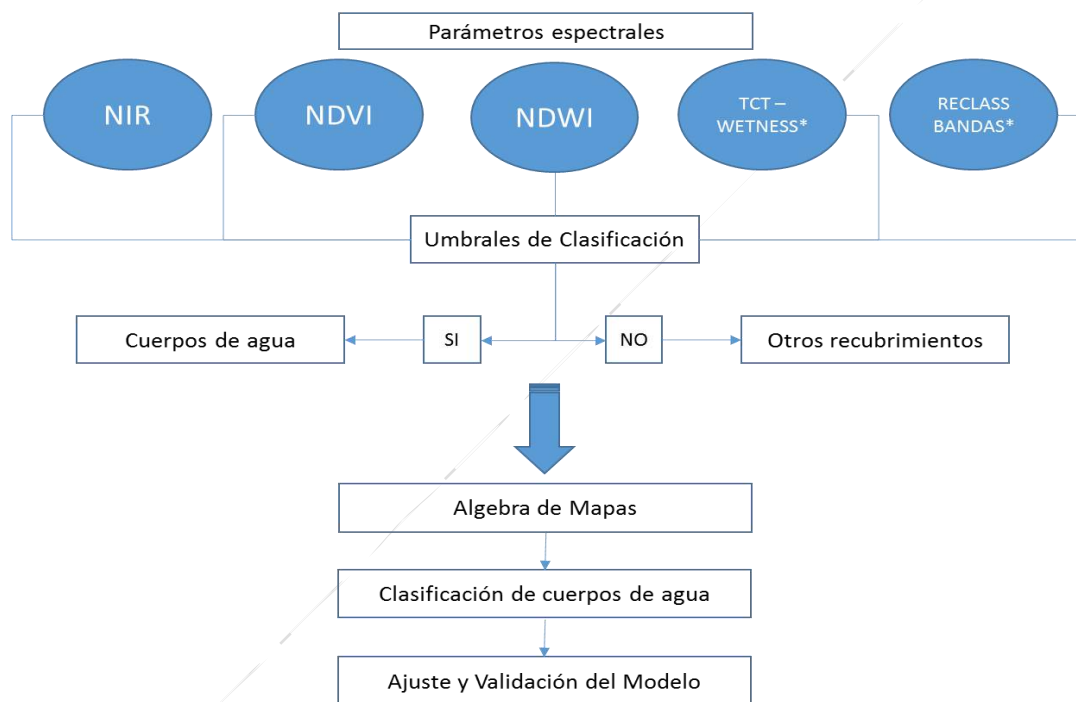 Parámetros espectrales
NIR
NDVI
NDWI
TCT –
WETNESS*
RECLASS
BANDAS*
Umbrales de Clasificación
Cuerpos de agua
SI
NO
Otros recubrimientos
Algebra de Mapas
Clasificación de cuerpos de agua
Ajuste y Validación del Modelo